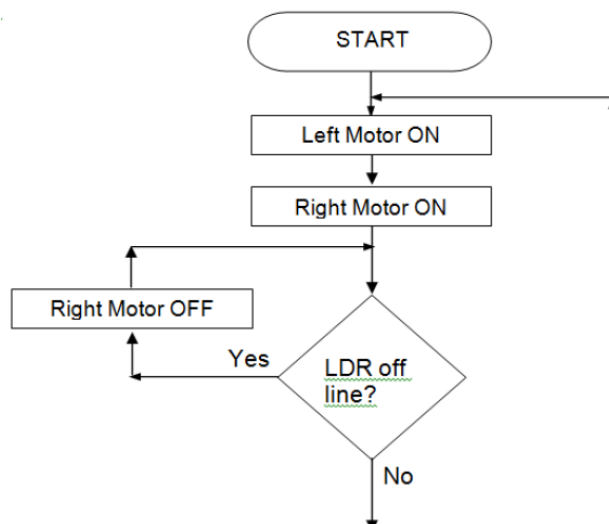 START
Left Motor ON
Right Motor ON
Right Motor OFF
Yes
LDR off
line?
No